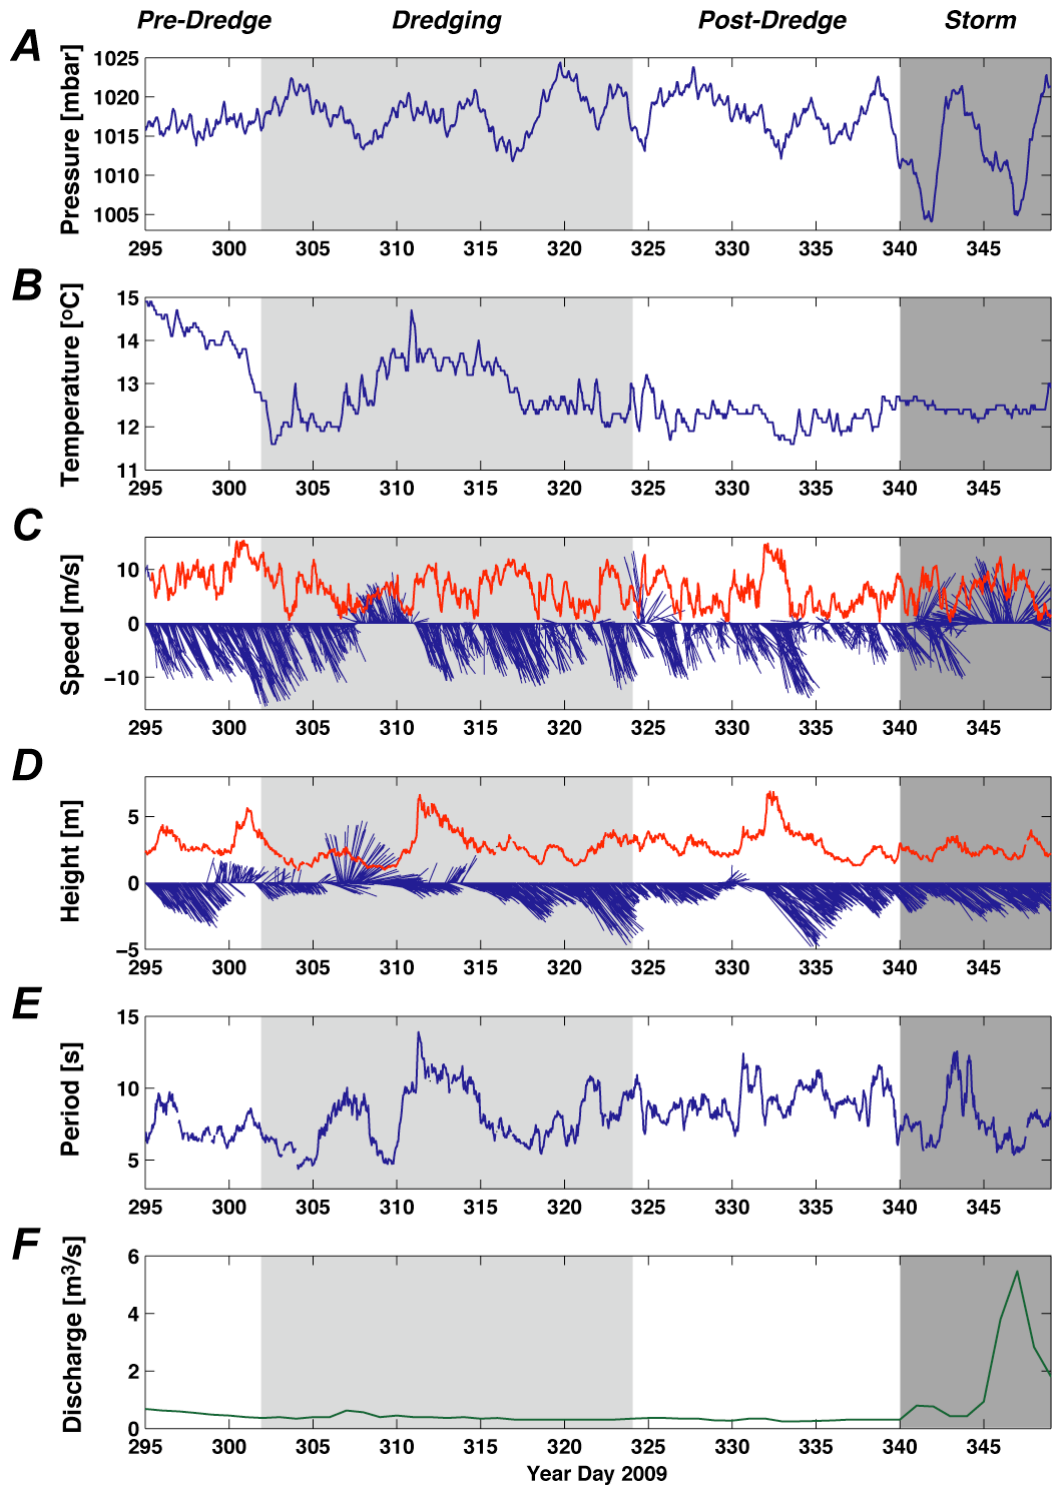 Pre-Dredge Dredging Post-Dredge Storm
A
Pressure [mbar]
1025
1020
1015
1010
1005
295 300 305 310 315 320 325 330 335 340 345
B
Temperature [ºC]
15
14
13
12
11
295 300 305 310 315 320 325 330 335 340 345
C
Speed [m/s]
10
0
−10
295 300 305 310 315 320 325 330 335 340 345
D
Height [m]
5
0
−5
295 300 305 310 315 320 325 330 335 340 345
E
Period [s]
15
10
5
295 300 305 310 315 320 325 330 335 340 345
F
Discharge [m³/s]
6
4
2
0
295 300 305 310 315 320 325 330 335 340 345
Year Day 2009